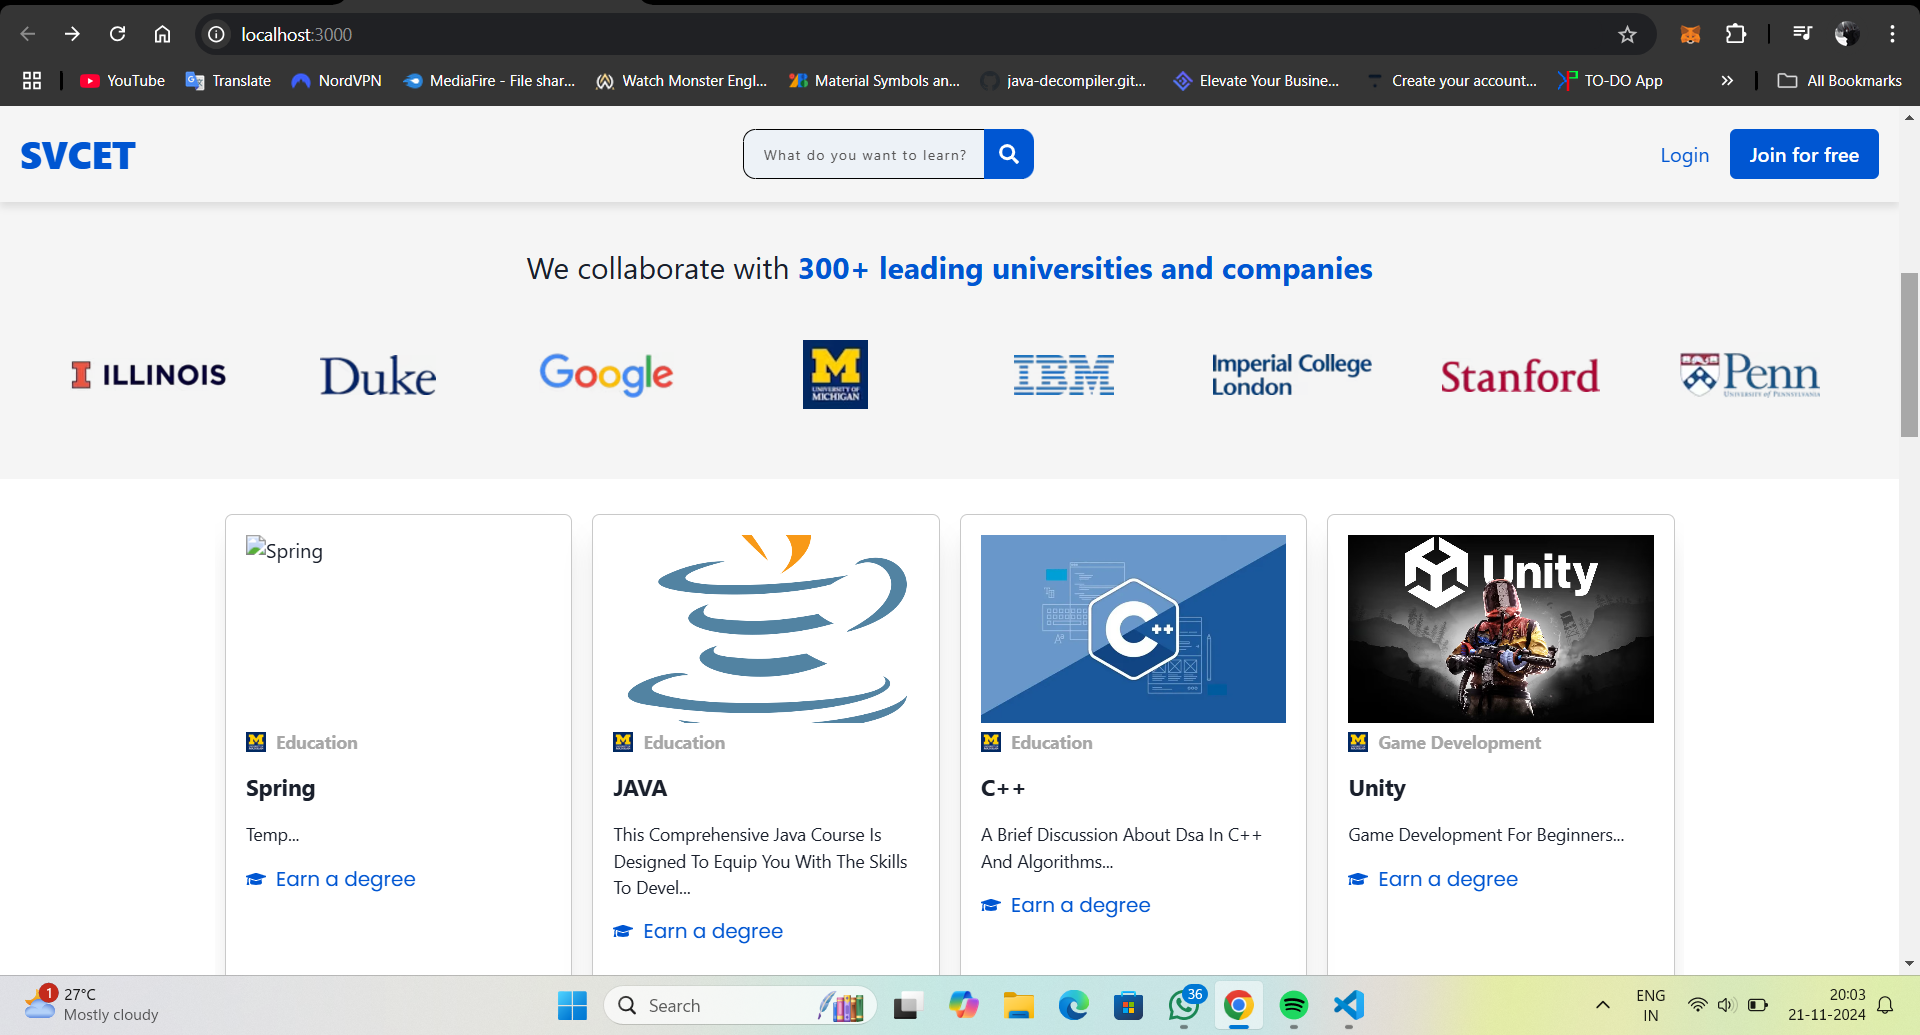 localhost:3000
YouTube
Translate
NordVPN
MediaFire - File shar...
Watch Monster Engl...
Material Symbols an...
java-decompiler.git...
Elevate Your Busine...
Create your account...
TO-DO App
All Bookmarks
SVCET
What do you want to learn?
Login
Join for free
We collaborate with 300+ leading universities and companies
I ILLINOIS
Duke
Google
M
UNIVERSITY OF
MICHIGAN
IBM
Imperial College
London
Stanford
Penn
UNIVERSITY of PENNSYLVANIA
Spring
C++
Unity
M Education
M Education
M Education
M Game Development
Spring
JAVA
C++
Unity
Temp...
This Comprehensive Java Course Is
Designed To Equip You With The Skills
To Devel...
A Brief Discussion About Dsa In C++
And Algorithms...
Game Development For Beginners...
Earn a degree
Earn a degree
Earn a degree
Earn a degree
1
27°C
Mostly cloudy
Search
36
ENG
IN
20:03
21-11-2024